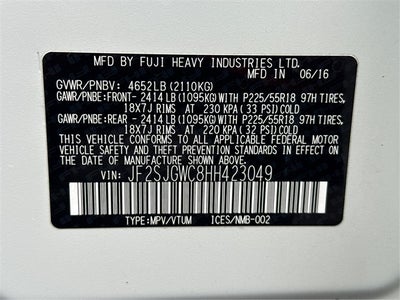 MFD. BY FUJI HEAVY INDUSTRIES LTD.
MADE IN 06/16
GVWR/PNBV: 4652LB (2110KG)
GAWR/PNBE:FRONT- 2414 LB (1095KG)WITH P225/55R18 97H TIRES,
18X7J RIMS AT 230 KPA (33 PSI) COLD
GAWR/PNBE:REAR - 2414 LB (1095KG)WITH P225/55R18 97H TIRES,
18X7J RIMS AT 220 KPA (32 PSI) COLD
THIS VEHICLE CONFORMS TO ALL APPLICABLE FEDERAL MOTOR
VEHICLE SAFETY, BUMPER, AND THEFT PREVENTION STANDARDS
IN EFFECT ON THE DATE OF MANUFACTURE SHOWN ABOVE.
VIN: JF2SJGWC8HH423049
TYPE:MPV/VTUM ICES/NMB-002